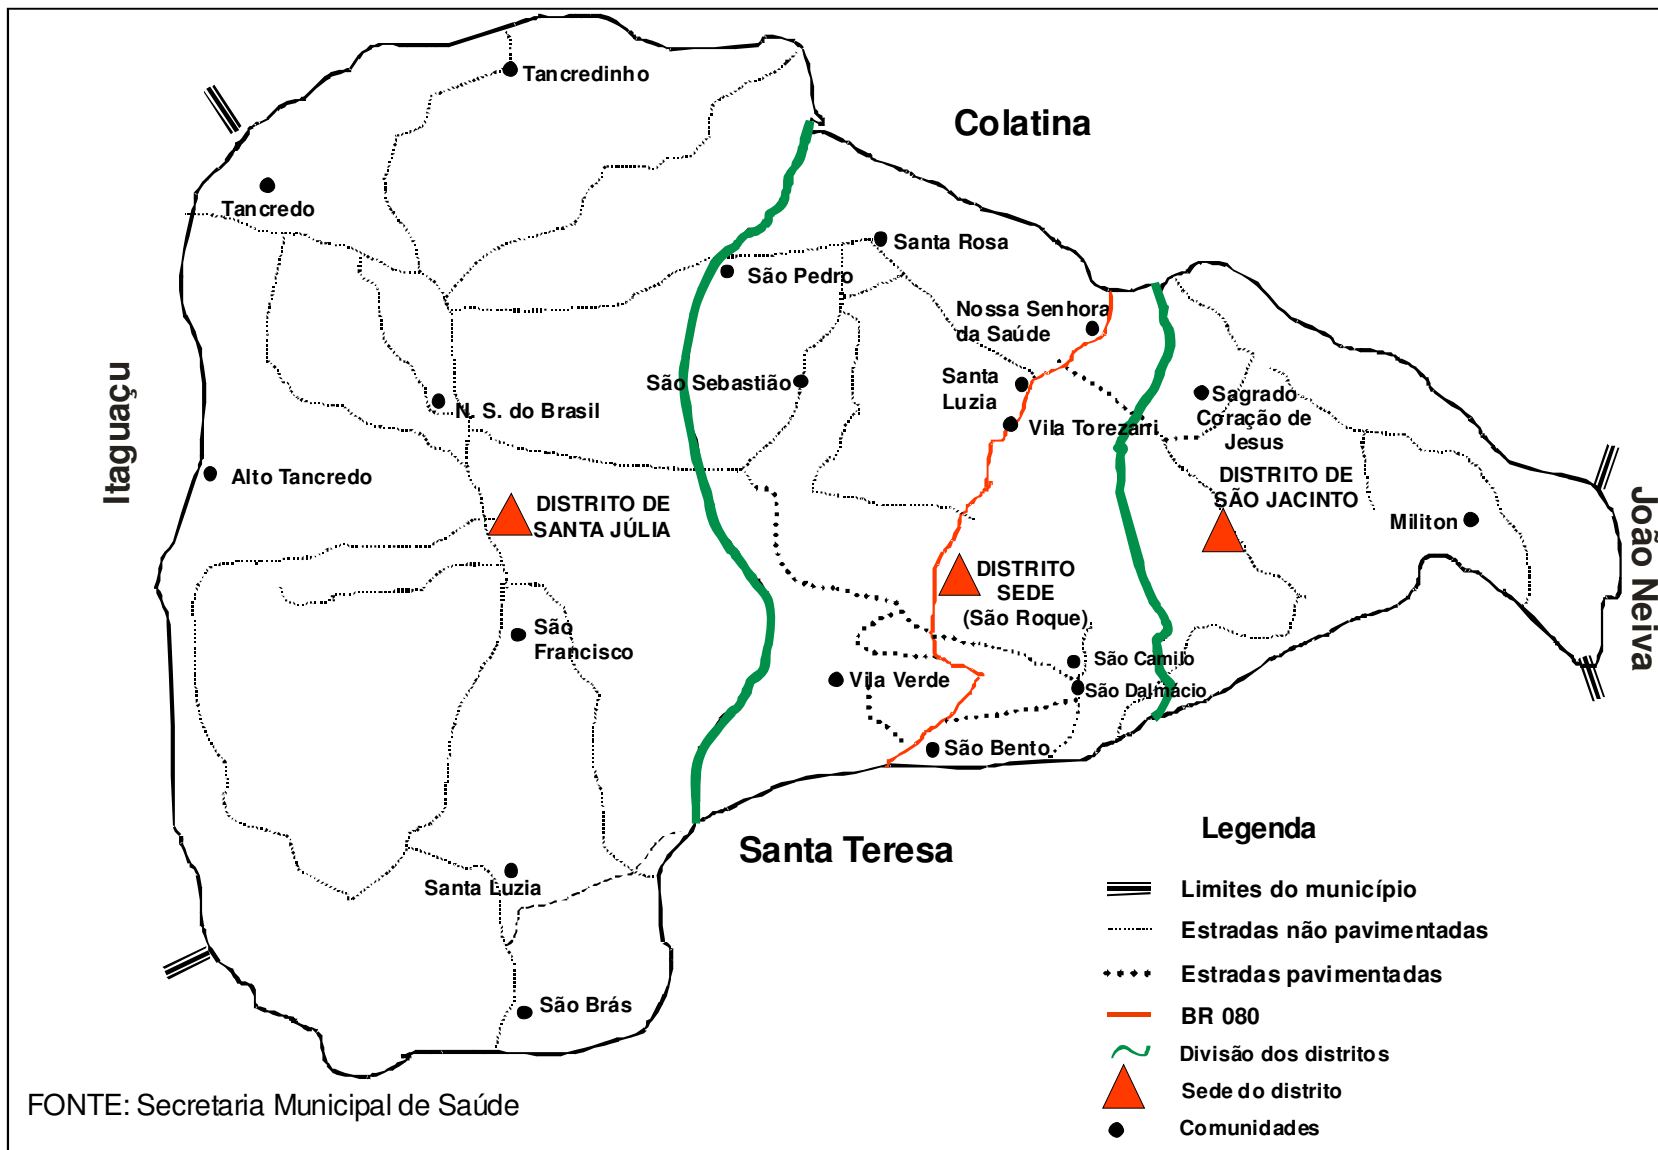 Tancredinho
Colatina
Tancredo
Santa Rosa
São Pedro
Nossa Senhora
da Saúde
São Sebastião
Santa
Luzia
Sagrado
Coração de
Jesus
N. S. do Brasil
Vila Torezani
Itaguaçu
Alto Tancredo
DISTRITO DE
SANTA JÚLIA
DISTRITO DE
SÃO JACINTO
Militon
João Neiva
DISTRITO
SEDE
(São Roque)
São
Francisco
São Camilo
Vila Verde
São Dalmácio
São Bento
Santa Teresa
Santa Luzia
São Brás
Legenda
Limites do município
Estradas não pavimentadas
Estradas pavimentadas
BR 080
Divisão dos distritos
Sede do distrito
Comunidades
FONTE: Secretaria Municipal de Saúde